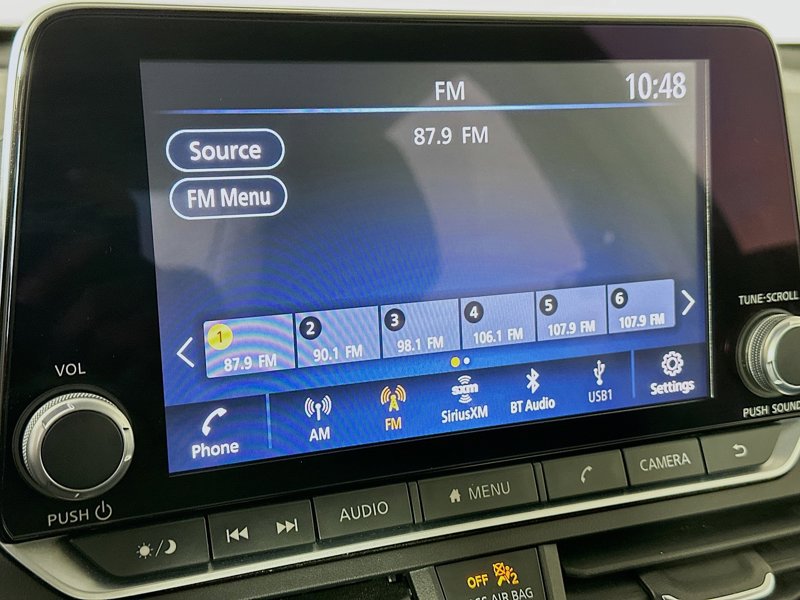 FM
10:48
87.9 FM
Source
FM Menu
1
87.9 FM
2
90.1 FM
3
98.1 FM
4
106.1 FM
5
107.9 FM
6
107.9 FM
Phone
AM
FM
sxm
SiriusXM
BT Audio
USB1
Settings
VOL
PUSH
TUNE·SCROLL
PUSH SOUND
AUDIO
MENU
CAMERA
OFF
2
AIR BAG